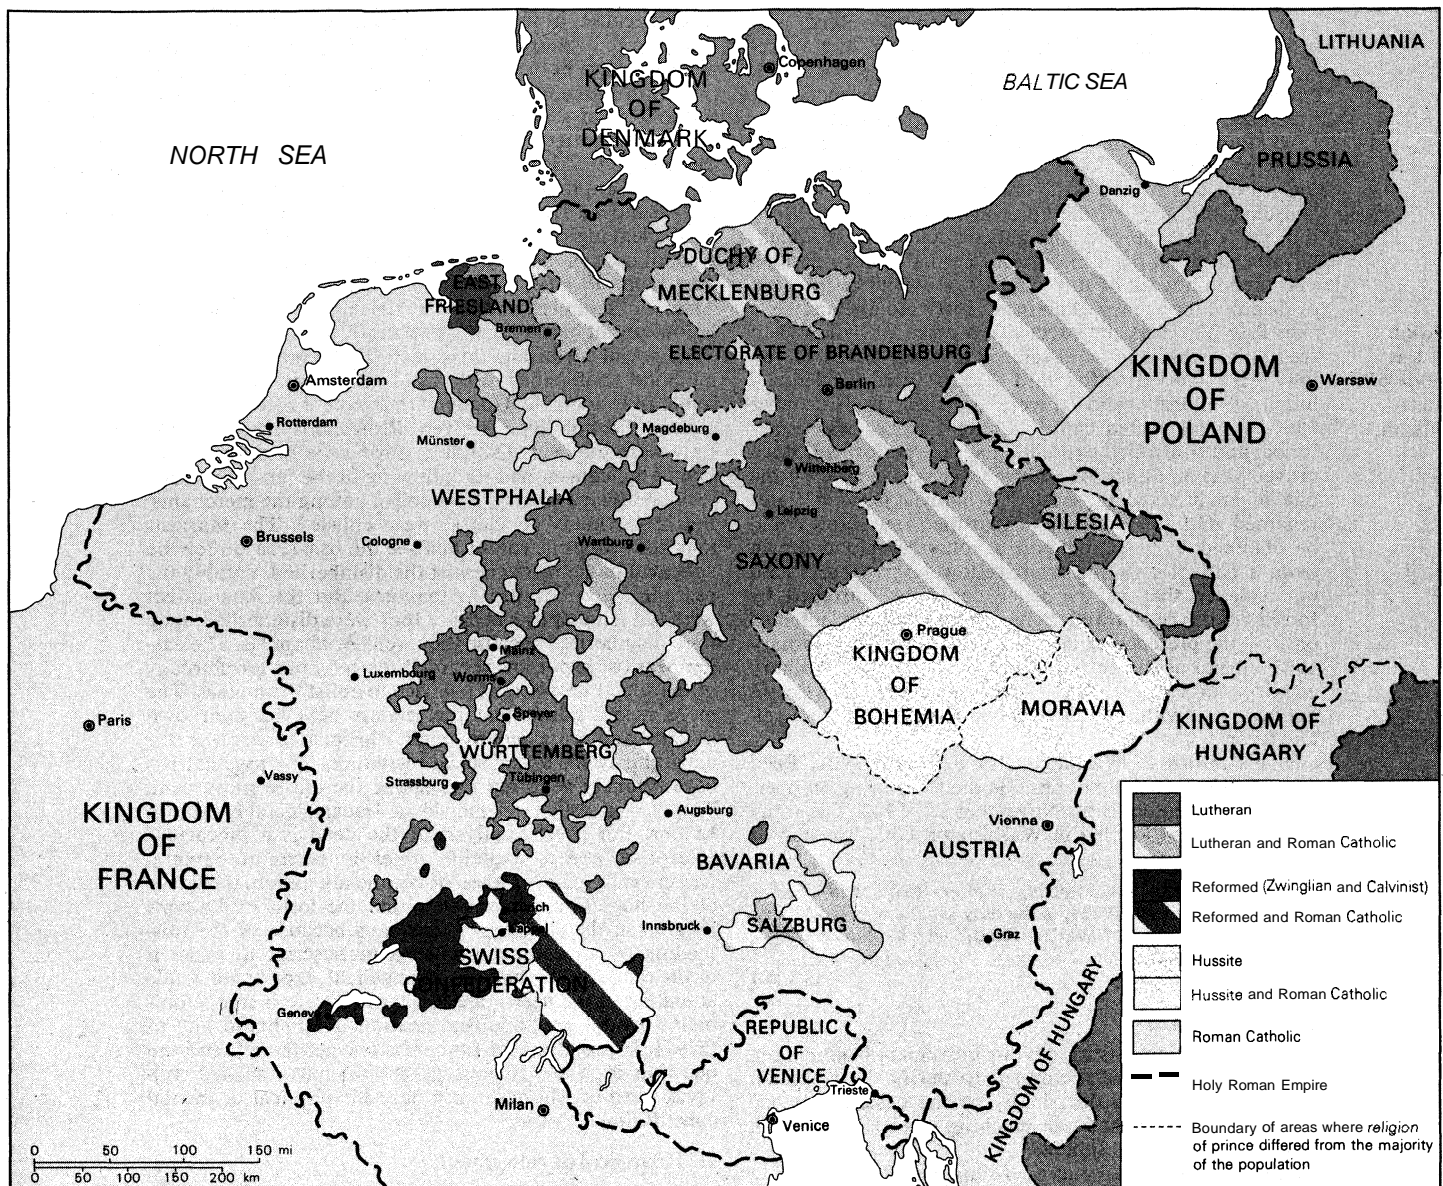 LITHUANIA
Copenhagen
KINGDOM
OF
DENMARK
BALTIC SEA
NORTH SEA
PRUSSIA
Danzig
DUCHY OF
MECKLENBURG
EAST
FRIESLAND
Bremen
ELECTORATE OF BRANDENBURG
Berlin
KINGDOM
OF
POLAND
Warsaw
Amsterdam
Rotterdam
Münster
Magdeburg
Wittenberg
WESTPHALIA
Leipzig
SILESIA
Brussels
Cologne
Wartburg
SAXONY
Prague
KINGDOM
OF
BOHEMIA
MORAVIA
Mainz
Luxembourg
Worms
Speyer
Paris
WÜRTTEMBERG
Tübingen
Strassburg
Vassy
KINGDOM OF
HUNGARY
KINGDOM
OF
FRANCE
Augsburg
Vionna
BAVARIA
AUSTRIA
Zürich
Kappel
Innsbruck
SALZBURG
Graz
SWISS
CONFEDERATION
Geneva
REPUBLIC
OF
VENICE
Trieste
KINGDOM OF HUNGARY
Milan
Venice
0 50 100 150 mi
0 50 100 150 200 km
Lutheran
Lutheran and Roman Catholic
Reformed (Zwinglian and Calvinist)
Reformed and Roman Catholic
Hussite
Hussite and Roman Catholic
Roman Catholic
Holy Roman Empire
Boundary of areas where religion
of prince differed from the majority
of the population